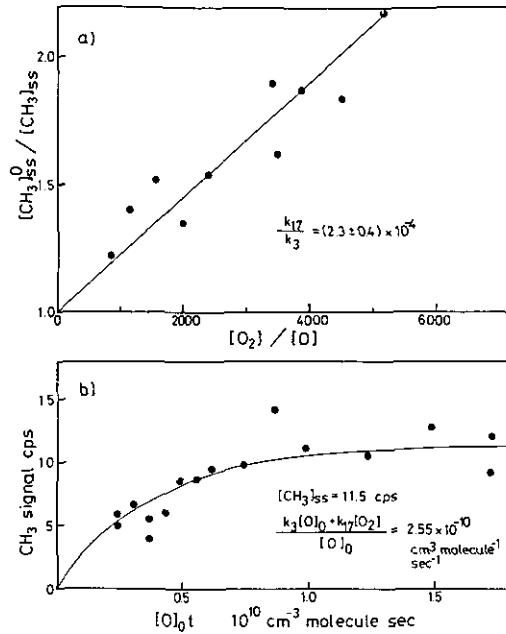 a)
2.0
1.5
1.0
[CH₃]⁰ss / [CH₃]ss
k₁₇/k₃ = (2.3 ± 0.4) × 10⁻⁴
0 2000 4000 6000
[O₂] / [O]
b)
15
10
5
0
CH₃ signal cps
[CH₃]ss = 11.5 cps
k₃[O]₀ + k₁₇[O₂] / [O]₀ = 2.55 × 10⁻¹⁰
cm³ molecule⁻¹
sec⁻¹
0.5 1.0 1.5
[O]₀t 10¹⁰ cm⁻³ molecule sec